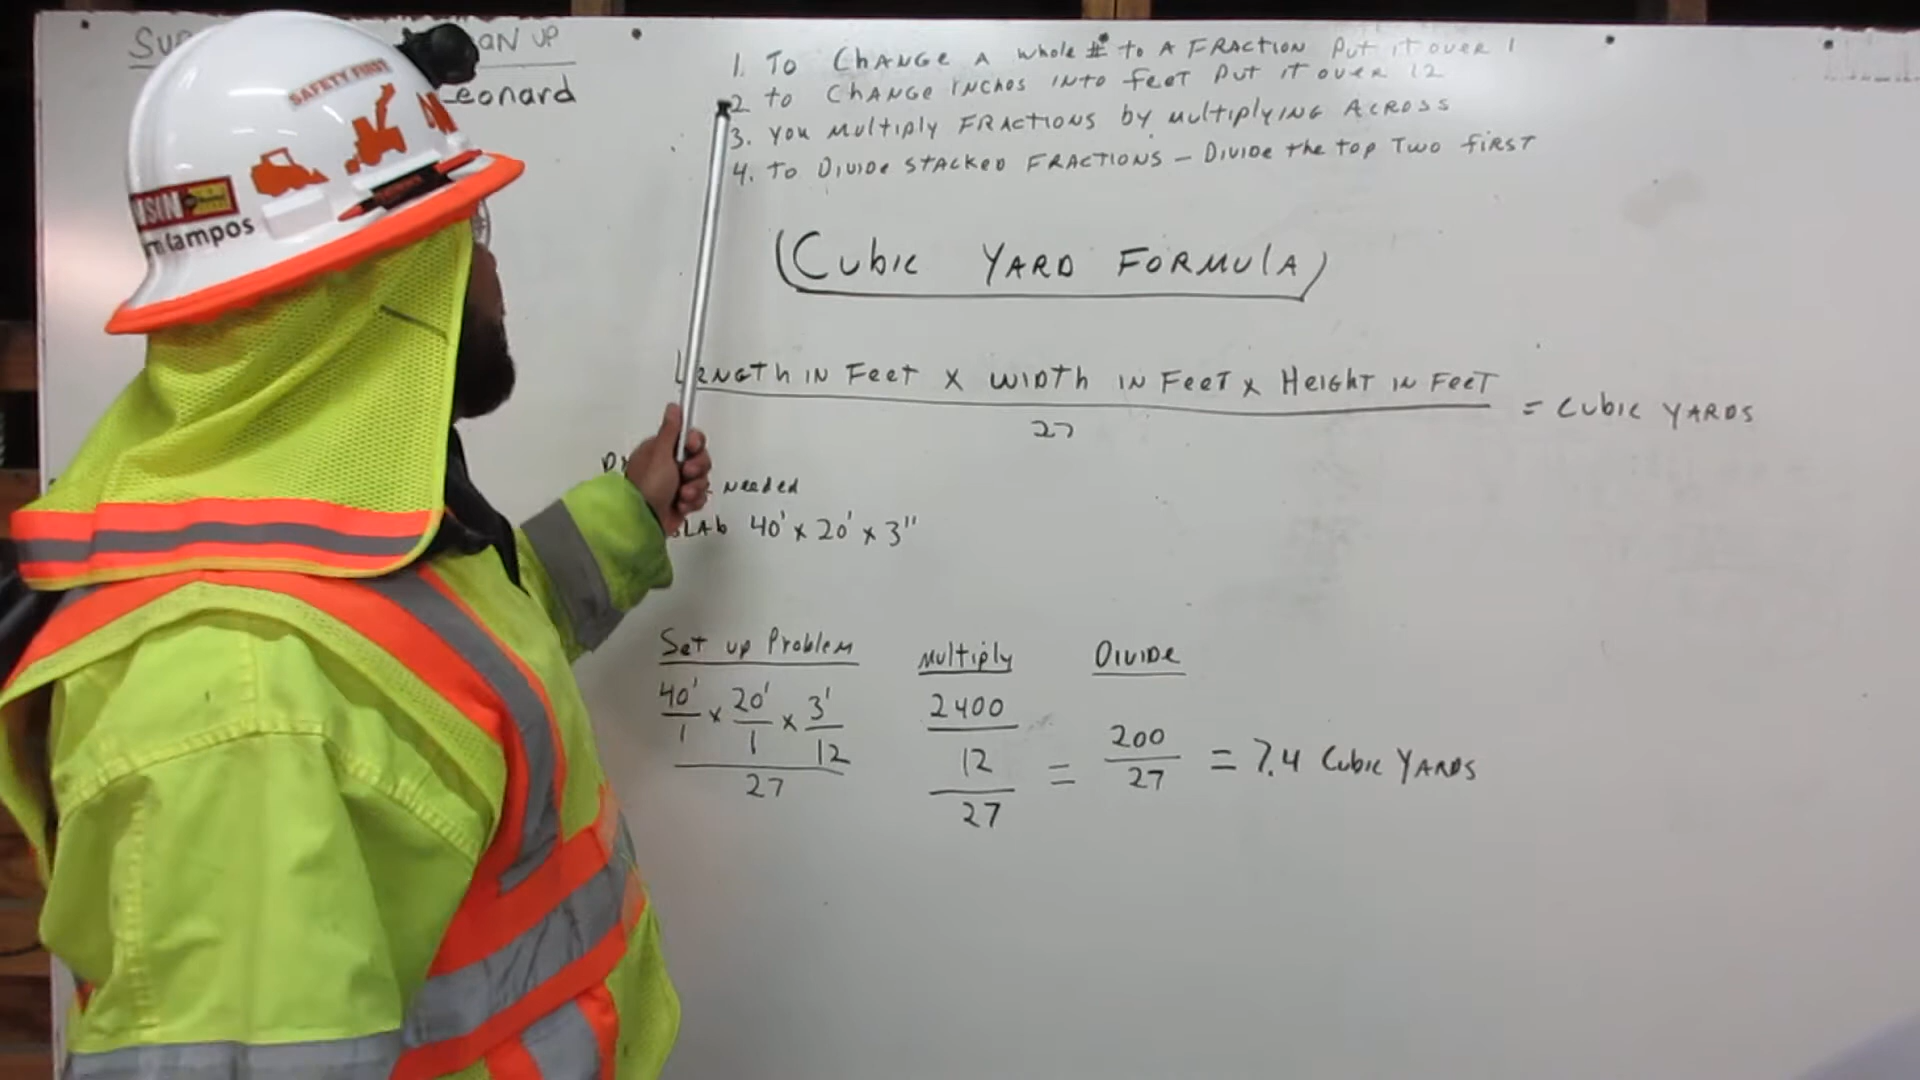 AN UP
Leonard
SAFETY FIRST
1. To Change A whole # to A FRACTION Put it over 1
2 to Change Inches Into feet Put it over 12
3. You Multiply FRACTIONS by Multiplying Across
4. To Divide Stacked FRACTIONS - Divide the top Two first
(Cubic YARD FORMULA)
Length IN Feet x Width IN Feet x Height IN Feet
27
= Cubic YARDS
Needed
SLAb 40' x 20' x 3"
Set up Problem
40'/1 x 20'/1 x 3'/12
27
Multiply
2400
12
27
=
Divide
200
27
= 7.4 Cubic YARDS